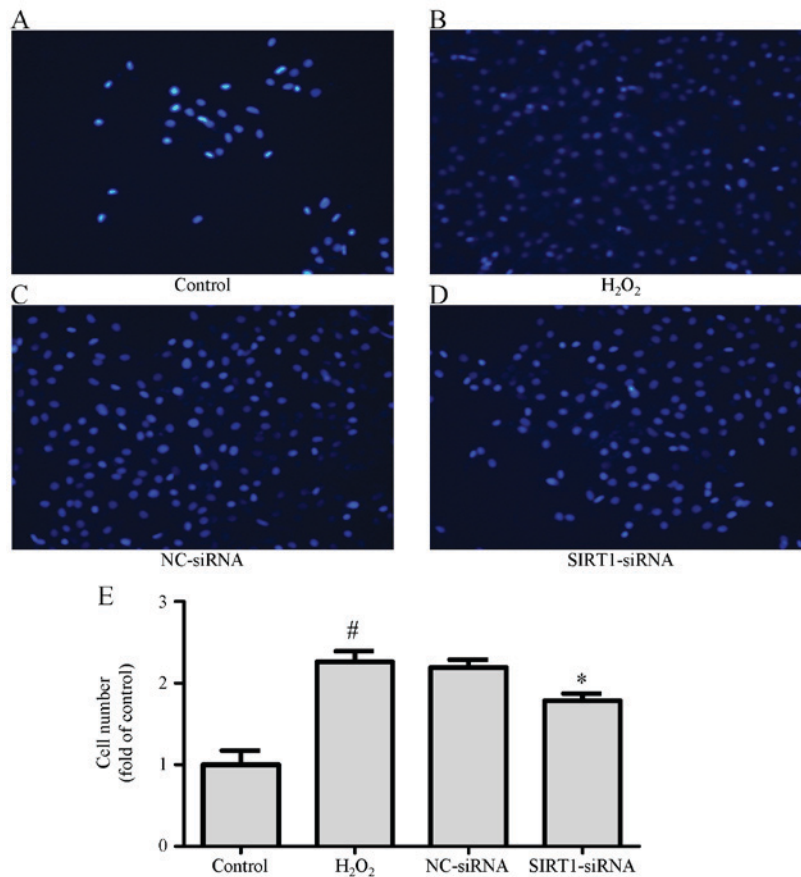 A
B
Control
H₂O₂
C
D
NC-siRNA
SIRT1-siRNA
E
3
2
1
0
Cell number
(fold of control)
#
*
Control
H₂O₂
NC-siRNA
SIRT1-siRNA